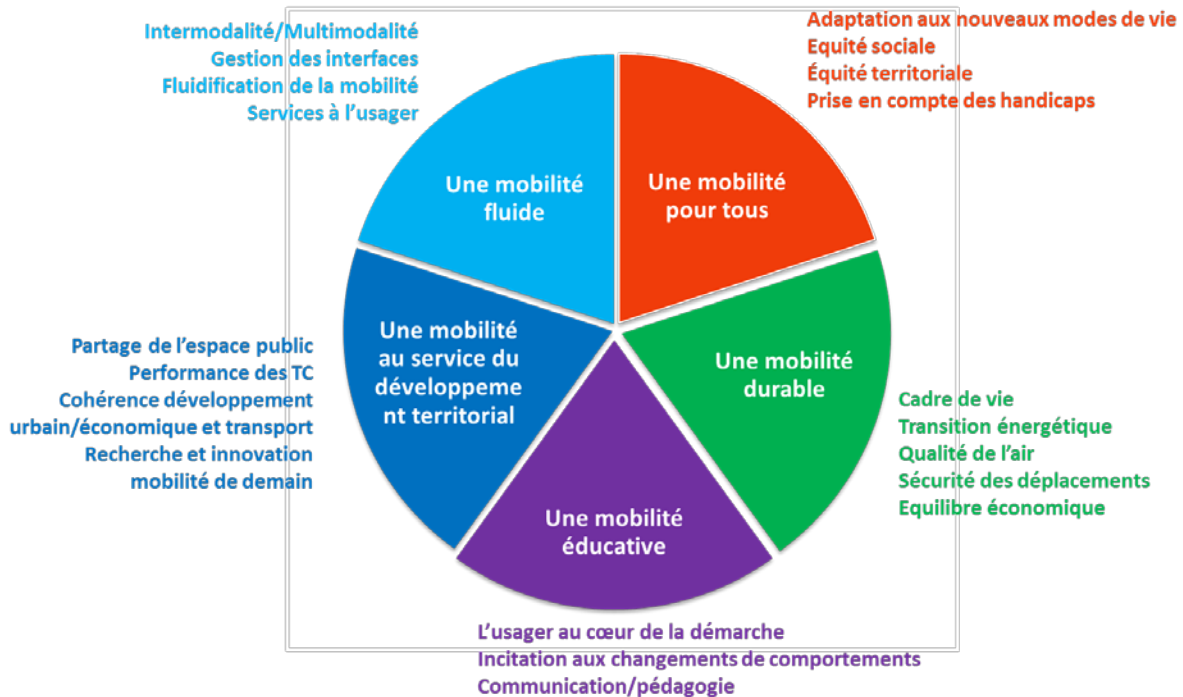 Intermodalité/Multimodalité
Gestion des interfaces
Fluidification de la mobilité
Services à l'usager
Adaptation aux nouveaux modes de vie
Equité sociale
Équité territoriale
Prise en compte des handicaps
Une mobilité
fluide
Une mobilité
pour tous
Une mobilité
au service du
développeme
nt territorial
Une mobilité
durable
Une mobilité
éducative
Partage de l'espace public
Performance des TC
Cohérence développement
urbain/économique et transport
Recherche et innovation
mobilité de demain
Cadre de vie
Transition énergétique
Qualité de l'air
Sécurité des déplacements
Equilibre économique
L'usager au cœur de la démarche
Incitation aux changements de comportements
Communication/pédagogie